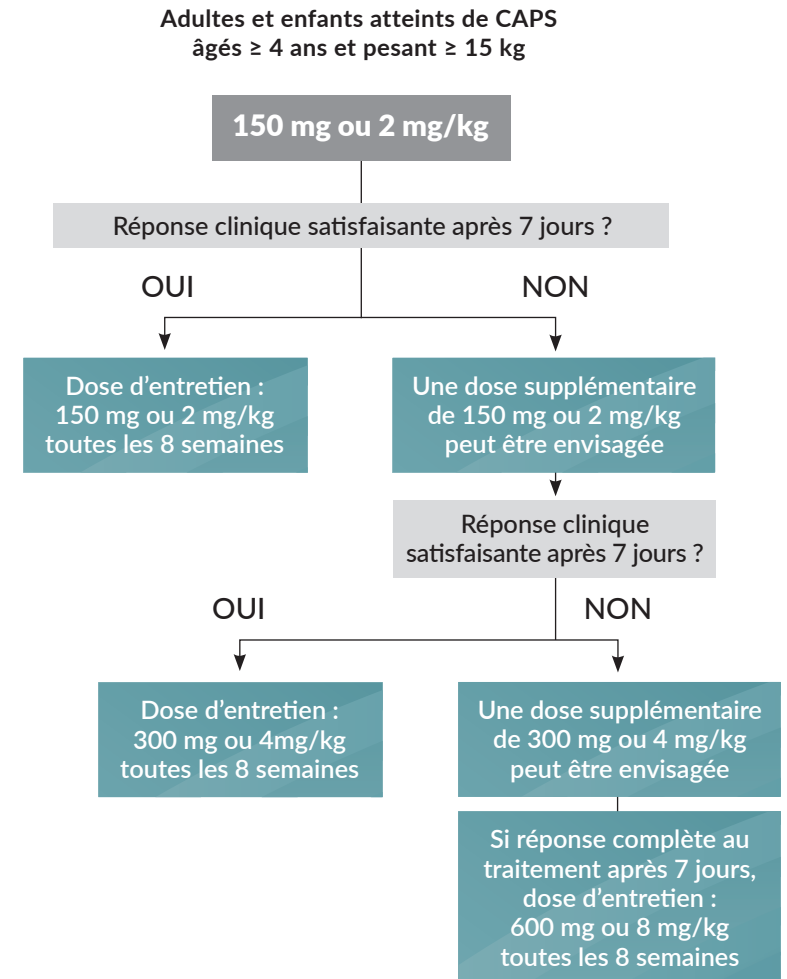 Adultes et enfants atteints de CAPS
âgés ≥ 4 ans et pesant ≥ 15 kg
150 mg ou 2 mg/kg
Réponse clinique satisfaisante après 7 jours ?
OUI
NON
Dose d’entretien :
150 mg ou 2 mg/kg
toutes les 8 semaines
Une dose supplémentaire
de 150 mg ou 2 mg/kg
peut être envisagée
Réponse clinique
satisfaisante après 7 jours ?
OUI
NON
Dose d’entretien :
300 mg ou 4mg/kg
toutes les 8 semaines
Une dose supplémentaire
de 300 mg ou 4 mg/kg
peut être envisagée
Si réponse complète au
traitement après 7 jours,
dose d’entretien :
600 mg ou 8 mg/kg
toutes les 8 semaines